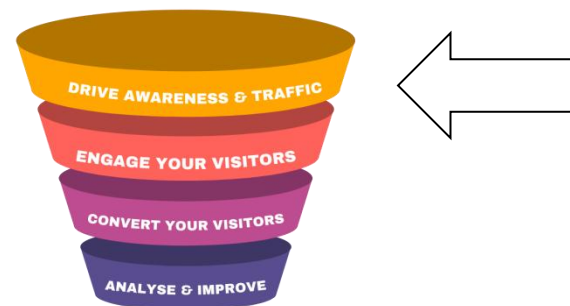 DRIVE AWARENESS & TRAFFIC
ENGAGE YOUR VISITORS
CONVERT YOUR VISITORS
ANALYSE & IMPROVE